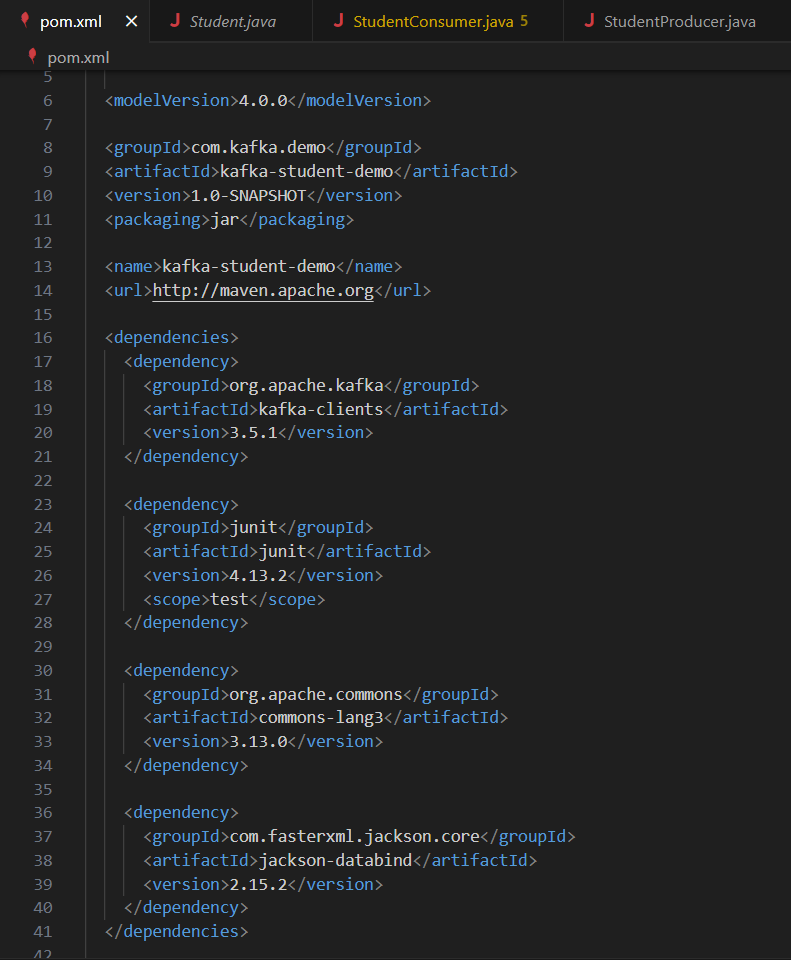 pom.xml
Student.java
StudentConsumer.java 5
StudentProducer.java
pom.xml
5
6 <modelVersion>4.0.0</modelVersion>
7
8 <groupId>com.kafka.demo</groupId>
9 <artifactId>kafka-student-demo</artifactId>
10 <version>1.0-SNAPSHOT</version>
11 <packaging>jar</packaging>
12
13 <name>kafka-student-demo</name>
14 <url>http://maven.apache.org</url>
15
16 <dependencies>
17 <dependency>
18 <groupId>org.apache.kafka</groupId>
19 <artifactId>kafka-clients</artifactId>
20 <version>3.5.1</version>
21 </dependency>
22
23 <dependency>
24 <groupId>junit</groupId>
25 <artifactId>junit</artifactId>
26 <version>4.13.2</version>
27 <scope>test</scope>
28 </dependency>
29
30 <dependency>
31 <groupId>org.apache.commons</groupId>
32 <artifactId>commons-lang3</artifactId>
33 <version>3.13.0</version>
34 </dependency>
35
36 <dependency>
37 <groupId>com.fasterxml.jackson.core</groupId>
38 <artifactId>jackson-databind</artifactId>
39 <version>2.15.2</version>
40 </dependency>
41 </dependencies>
42